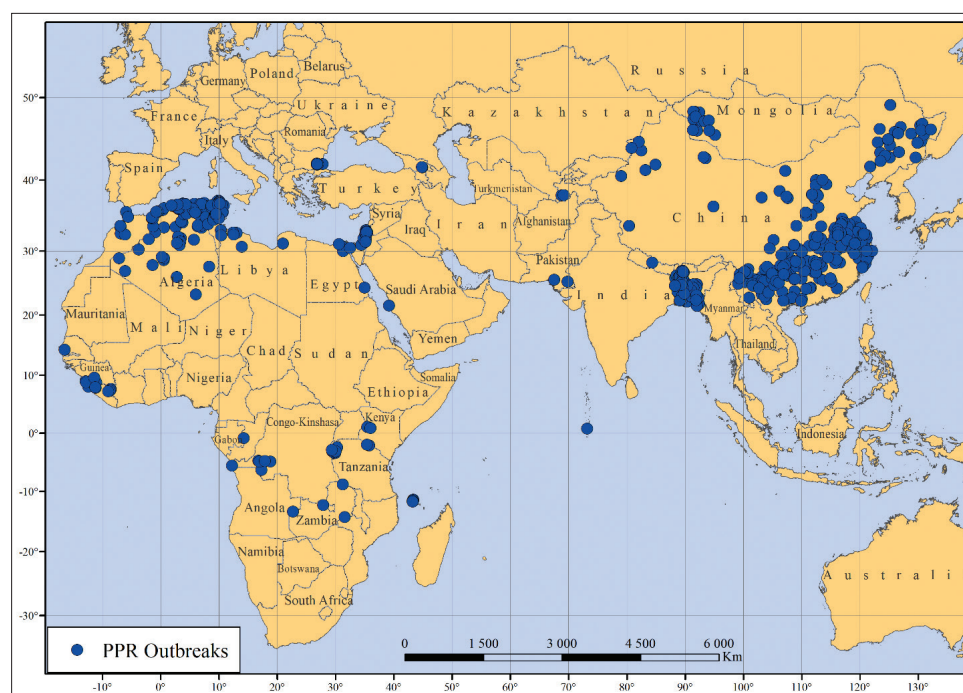 Russia
Belarus
Poland
Germany
50°
Ukraine
Kazakhstan
Mongolia
France
Romania
Italy
Spain
40°
Turkey
Turkmenistan
China
Syria
Iran
Afghanistan
Iraq
30°
Pakistan
Libya
Algeria
Egypt
Saudi Arabia
India
Myanmar
20°
Mauritania
Mali
Niger
Yemen
Thailand
Chad
Sudan
10°
Guinea
Nigeria
Somalia
Ethiopia
Congo-Kinshasa
Kenya
0°
Gabon
Indonesia
Tanzania
-10°
Angola
Zambia
-20°
Namibia
Botswana
Australi
South Africa
-30°
PPR Outbreaks
0 1 500 3 000 4 500 6 000
Km
-10° 0° 10° 20° 30° 40° 50° 60° 70° 80° 90° 100° 110° 120° 130°